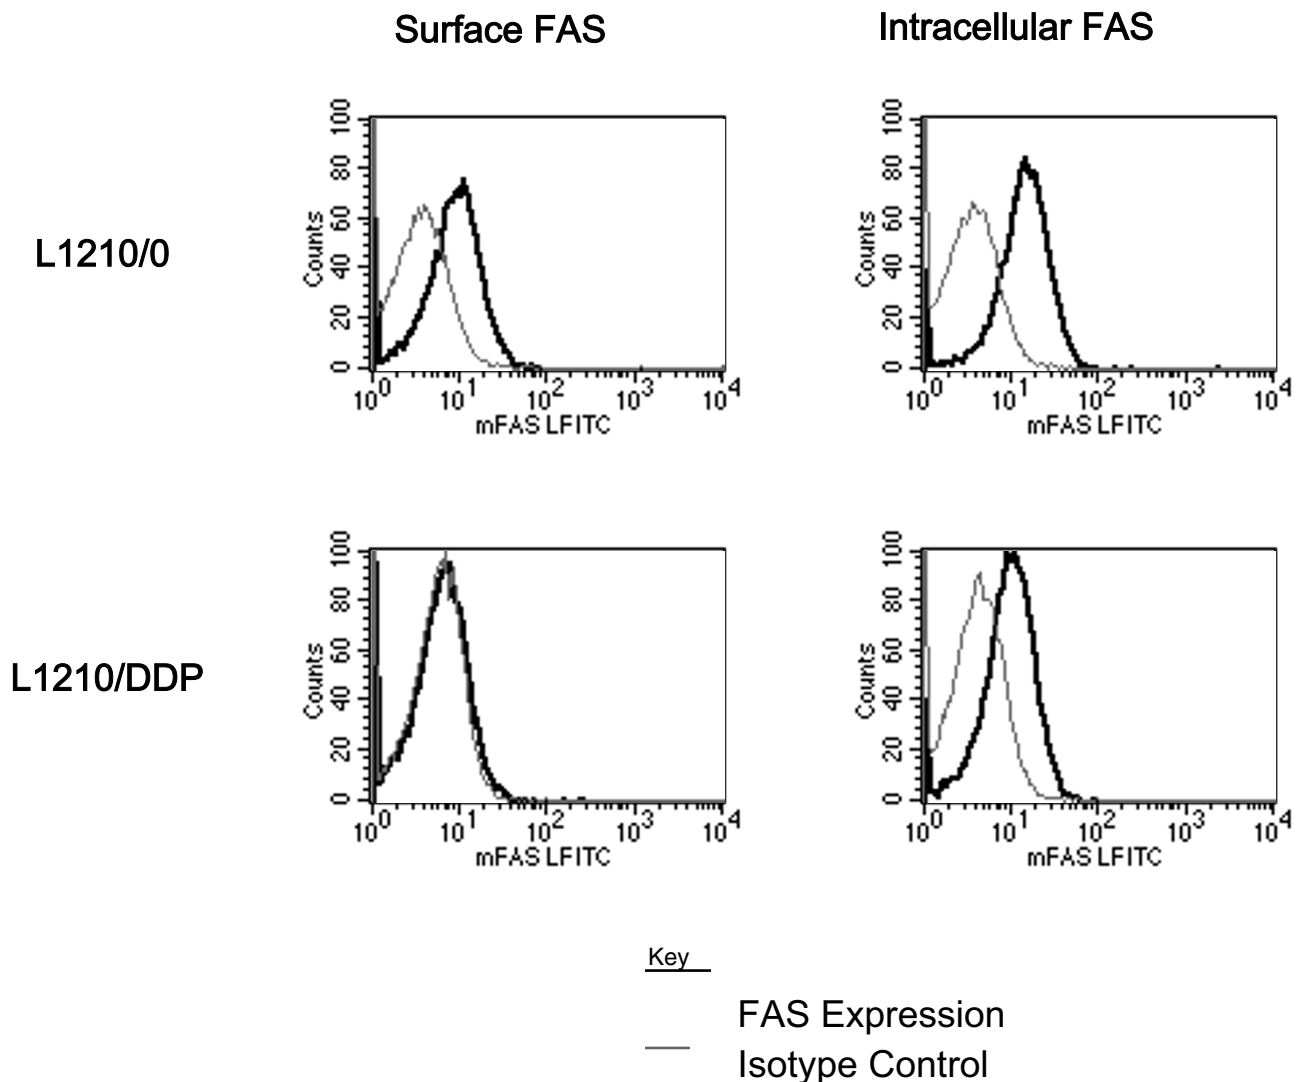 Surface FAS
Intracellular FAS
L1210/0
100
80
60
40
20
0
Counts
10^0 10^1 10^2 10^3 10^4
mFAS LFITC
100
80
60
40
20
0
Counts
10^0 10^1 10^2 10^3 10^4
mFAS LFITC
L1210/DDP
100
80
60
40
20
0
Counts
10^0 10^1 10^2 10^3 10^4
mFAS LFITC
100
80
60
40
20
0
Counts
10^0 10^1 10^2 10^3 10^4
mFAS LFITC
Key
FAS Expression
Isotype Control